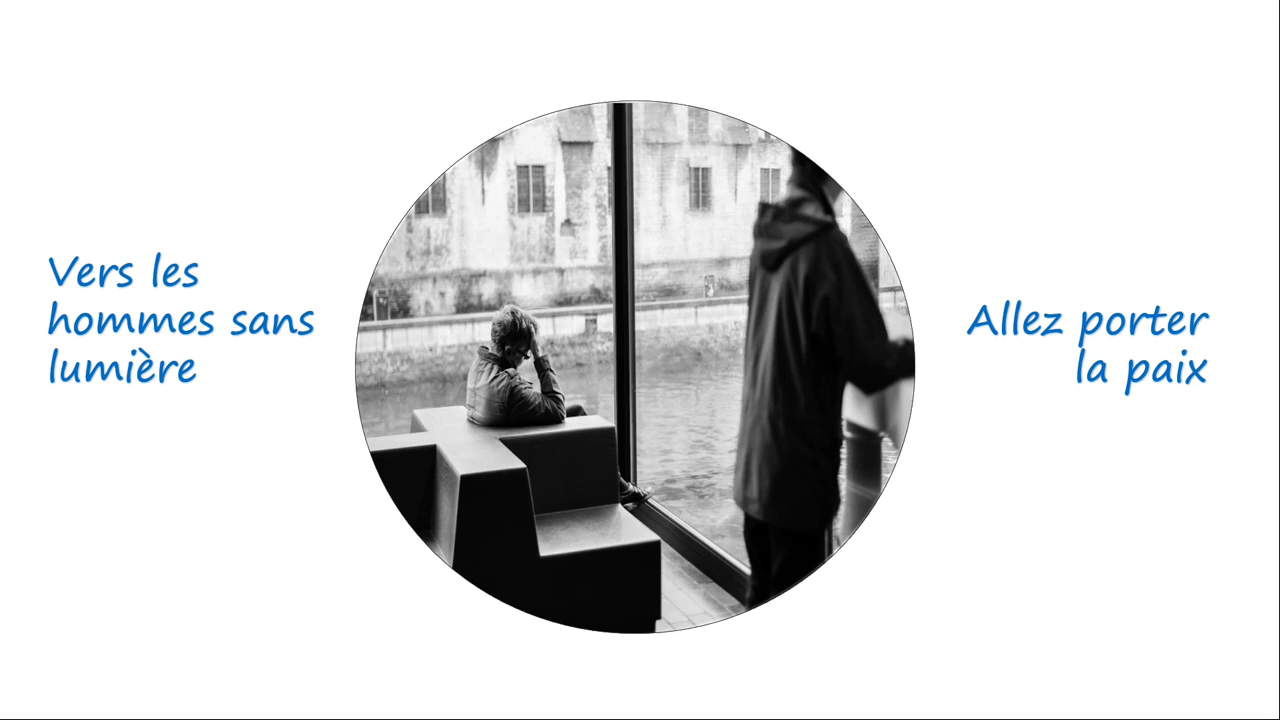 Vers les
hommes sans
lumière
Allez porter
la paix